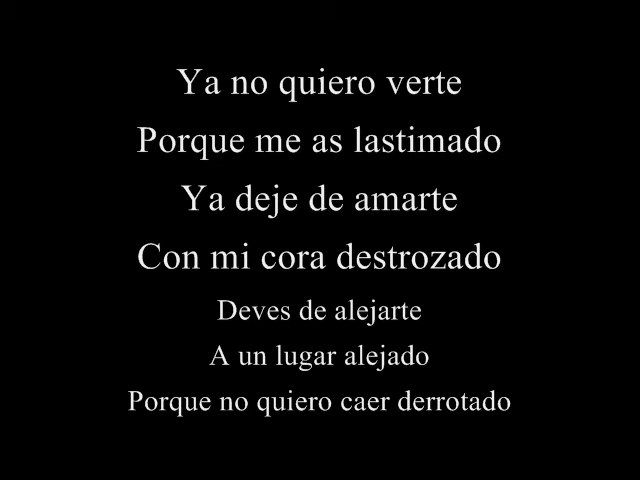 Ya no quiero verte
Porque me as lastimado
Ya deje de amarte
Con mi cora destrozado
Deves de alejarte
A un lugar alejado
Porque no quiero caer derrotado